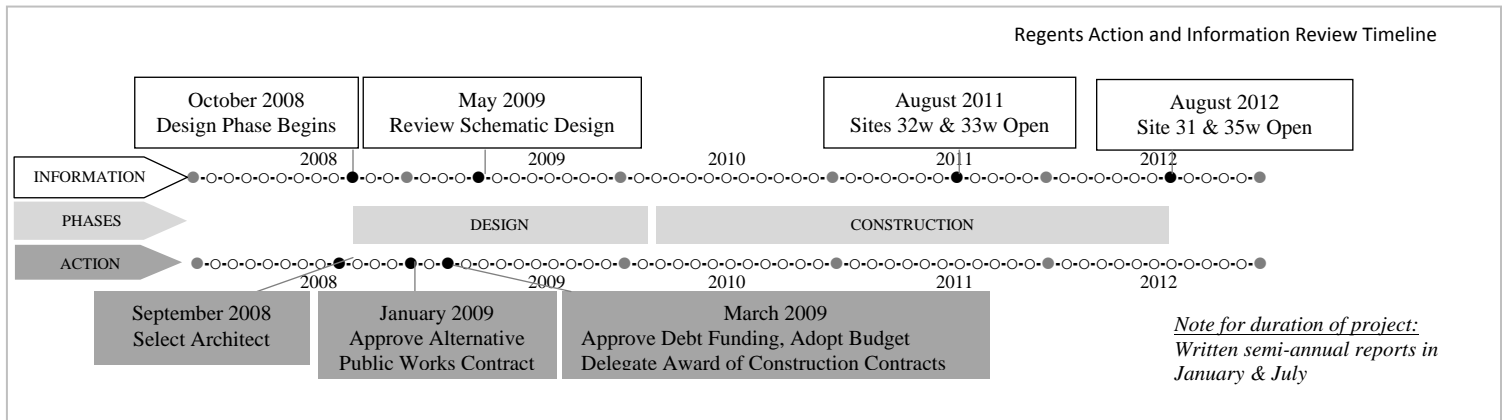 Regents Action and Information Review Timeline
October 2008
Design Phase Begins
May 2009
Review Schematic Design
August 2011
Sites 32w & 33w Open
August 2012
Site 31 & 35w Open
2008
2009
2010
2011
2012
INFORMATION
PHASES
DESIGN
CONSTRUCTION
ACTION
2008
2009
2010
2011
2012
September 2008
Select Architect
January 2009
Approve Alternative
Public Works Contract
March 2009
Approve Debt Funding, Adopt Budget
Delegate Award of Construction Contracts
Note for duration of project:
Written semi-annual reports in
January & July